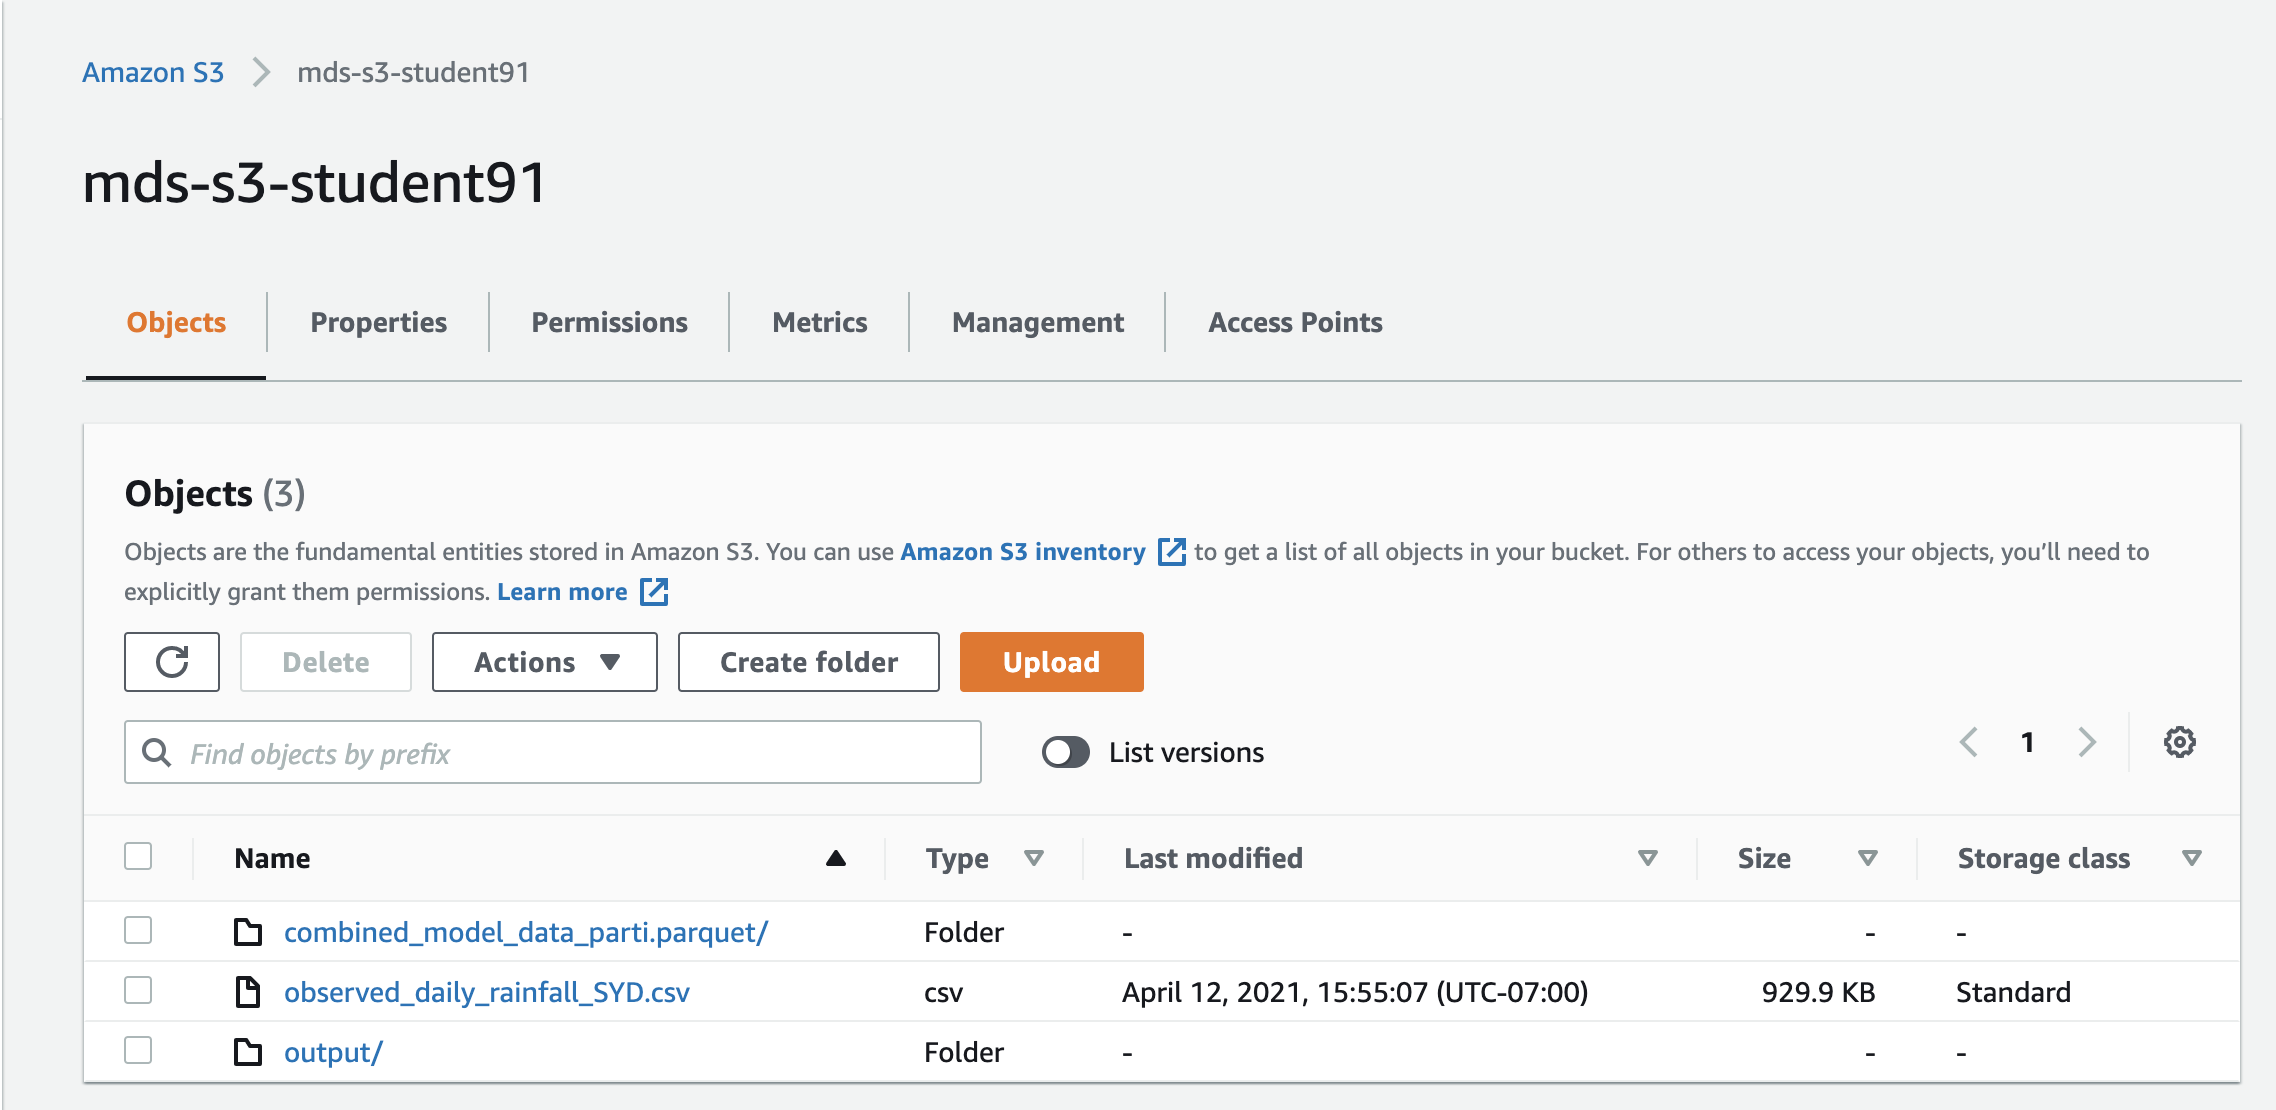 Amazon S3 > mds-s3-student91
mds-s3-student91
Objects Properties Permissions Metrics Management Access Points
Objects (3)
Objects are the fundamental entities stored in Amazon S3. You can use Amazon S3 inventory to get a list of all objects in your bucket. For others to access your objects, you’ll need to
explicitly grant them permissions. Learn more
Delete Actions Create folder Upload
Find objects by prefix List versions 1
Name Type Last modified Size Storage class
combined_model_data_parti.parquet/ Folder - - -
observed_daily_rainfall_SYD.csv csv April 12, 2021, 15:55:07 (UTC-07:00) 929.9 KB Standard
output/ Folder - - -